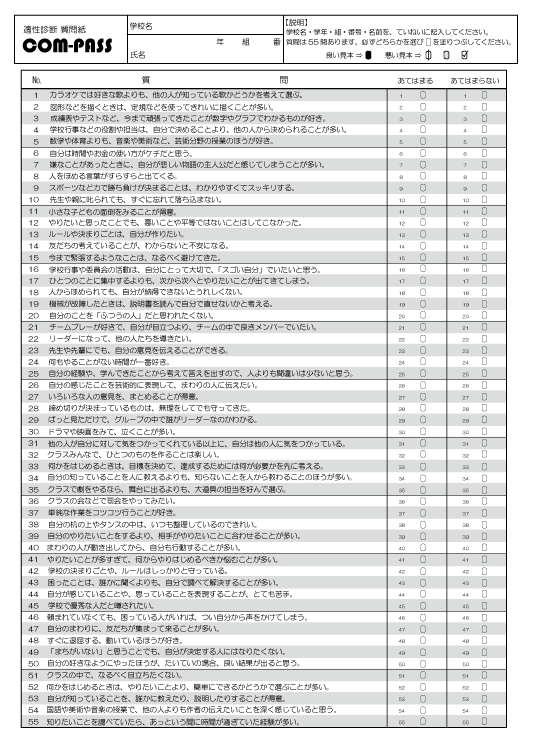 適性診断 質問紙
COM-PASS
学校名
年 組 番
氏名
【説明】
学校名・学年・組・番号・名前を、ていねいに記入してください。
質問は55問あります。必ずどちらかを選び を塗りつぶしてください。
良い見本⇒ 悪い見本⇒
No. 質 問 あてはまる あてはまらない
1 カラオケでは好きな歌よりも、他の人が知っている歌かどうかを考えて選ぶ。 1 1
2 図形などを描くときは、定規などを使ってきれいに描くことが多い。 2 2
3 成績表やテストなど、今まで頑張ってきたことが数字やグラフでわかるものが好き。 3 3
4 学校行事などの役割や担当は、自分で決めることより、他の人から決められることが多い。 4 4
5 数学や体育よりも、音楽や美術など、芸術分野の授業のほうが好き。 5 5
6 自分は時間やお金の使い方がケチだと思う。 6 6
7 嫌なことがあったときに、自分が悲しい物語の主人公だと感じてしまうことが多い。 7 7
8 人をほめる言葉がすらすらと出てくる。 8 8
9 スポーツなど力で勝ち負けが決まることは、わかりやすくてスッキリする。 9 9
10 先生や親に叱られても、すぐに忘れて落ち込まない。 10 10
11 小さな子どもの面倒をみることが得意。 11 11
12 やりたいと思ったことでも、悪いことや平等ではないことはしてこなかった。 12 12
13 ルールや決まりごとは、自分が作りたい。 13 13
14 友だちの考えていることが、わからないと不安になる。 14 14
15 今まで緊張するようなことは、なるべく避けてきた。 15 15
16 学校行事や委員会の活動は、自分にとって大切で、「スゴい自分」でいたいと思う。 16 16
17 ひとつのことに集中するよりも、次から次へとやりたいことが出てきてしまう。 17 17
18 人からほめられても、自分が納得できないとうれしくない。 18 18
19 機械が故障したときは、説明書を読んで自分で直せないかと考える。 19 19
20 自分のことを「ふつうの人」だと思われたくない。 20 20
21 チームプレーが好きで、自分が目立つより、チームの中で良きメンバーでいたい。 21 21
22 リーダーになって、他の人たちを導きたい。 22 22
23 先生や先輩にでも、自分の意見を伝えることができる。 23 23
24 何もやることがない時間が一番好き。 24 24
25 自分の経験や、学んできたことから考えて答えを出すので、人よりも間違いは少ないと思う。 25 25
26 自分の感じたことを芸術的に表現して、まわりの人に伝えたい。 26 26
27 いろいろな人の意見を、まとめることが得意。 27 27
28 締め切りが決まっているものは、無理をしてでも守ってきた。 28 28
29 ぱっと見ただけで、グループの中で誰がリーダーなのかわかる。 29 29
30 ドラマや映画をみて、泣くことが多い。 30 30
31 他の人が自分に対して気をつかってくれている以上に、自分は他の人に気をつかっている。 31 31
32 クラスみんなで、ひとつのものを作ることは楽しい。 32 32
33 何かをはじめるときは、目標を決めて、達成するためには何が必要かを先に考える。 33 33
34 自分の知っていることを人に教えるよりも、知らないことを人から教わることのほうが多い。 34 34
35 クラスで劇をやるなら、舞台に出るよりも、大道具の担当を好んで選ぶ。 35 35
36 クラスの会などで司会をやってみたい。 36 36
37 単純な作業をコツコツ行うことが好き。 37 37
38 自分の机の上やタンスの中は、いつも整理しているのできれい。 38 38
39 自分のやりたいことをするより、相手がやりたいことに合わせることが多い。 39 39
40 まわりの人が動き出してから、自分も行動することが多い。 40 40
41 やりたいことが多すぎて、何からやりはじめるべきか悩むことが多い。 41 41
42 学校の決まりごとや、ルールはしっかりと守っている。 42 42
43 困ったことは、誰かに聞くよりも、自分で調べて解決することが多い。 43 43
44 自分が感じていることや、思っていることを表現することが、とても苦手。 44 44
45 学校で優秀な人だと噂されたい。 45 45
46 頼まれていなくても、困っている人がいれば、つい自分から声をかけてしまう。 46 46
47 自分のまわりに、友だちが集まって来ることが多い。 47 47
48 すぐに退屈する、動いているほうが好き。 48 48
49 「まちがいない」と思うことでも、自分が決定する人にはなりたくない。 49 49
50 自分の好きなようにやったほうが、たいていの場合、良い結果が出ると思う。 50 50
51 クラスの中で、なるべく目立ちたくない。 51 51
52 何かをはじめるときは、やりたいことより、簡単にできるかどうかで選ぶことが多い。 52 52
53 自分が知っていることを、誰かに教えたり、説明したりすることが得意。 53 53
54 国語や美術や音楽の授業で、他の人よりも作者の伝えたいことを深く感じていると思う。 54 54
55 知りたいことを調べていたら、あっという間に時間が過ぎていた経験が多い。 55 55